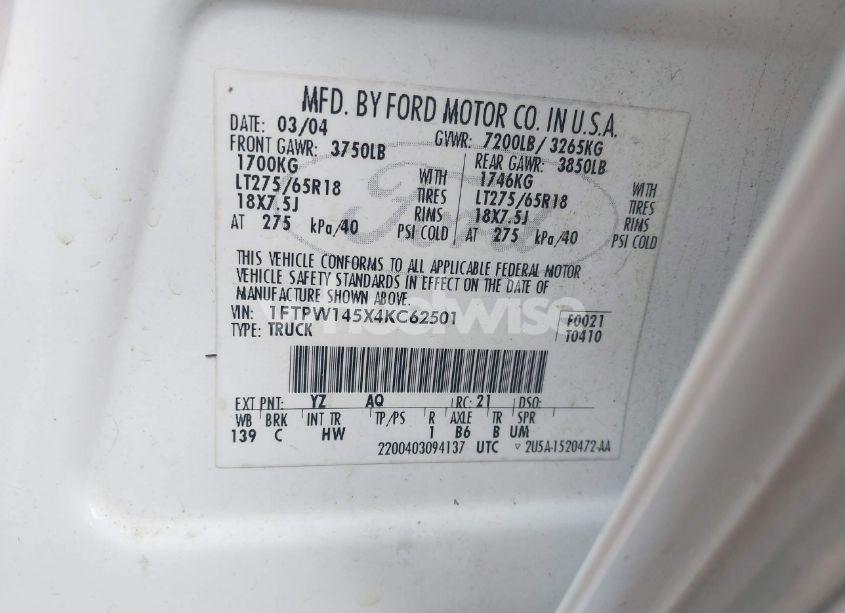 MFD. BY FORD MOTOR CO. IN U.S.A.
DATE: 03/04 GVWR: 7200LB/ 3265KG
FRONT GAWR: 3750LB REAR GAWR: 3850LB
1700KG WITH 1746KG WITH
LT275/65R18 TIRES LT275/65R18 TIRES
18X7.5J RIMS 18X7.5J RIMS
AT 275 kPa/40 PSI COLD AT 275 kPa/40 PSI COLD
Ford
THIS VEHICLE CONFORMS TO ALL APPLICABLE FEDERAL MOTOR
VEHICLE SAFETY STANDARDS IN EFFECT ON THE DATE OF
MANUFACTURE SHOWN ABOVE.
VIN: 1FTPW145X4KC62501 F0021
TYPE: TRUCK T0410
EXT PNT: YZ AQ RC: 21 DSO:
WB BRK INT TR TP/PS R AXLE TR SPR
139 C HW 1 B6 B UM
2200403094137 UTC ▽ 2U5A-1520472-AA